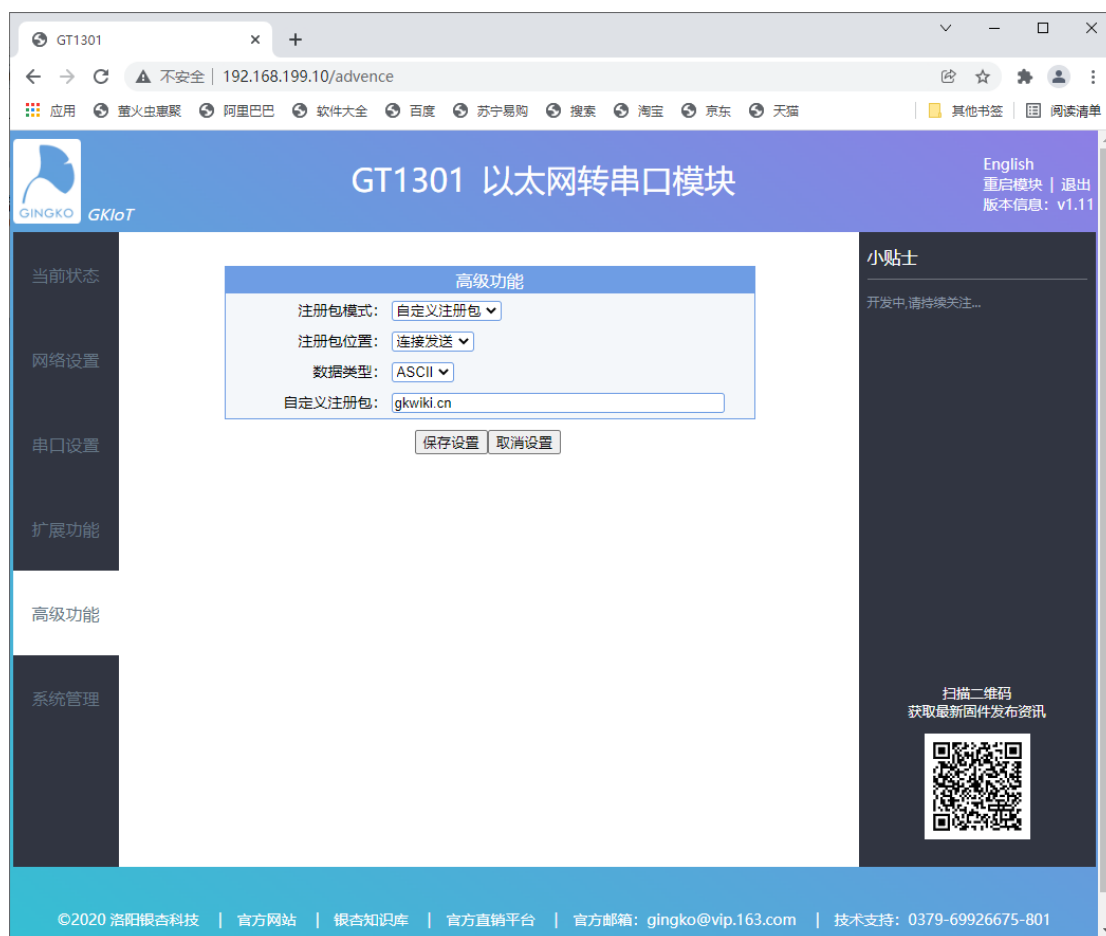 GT1301
不安全 | 192.168.199.10/advence
应用 萤火虫惠聚 阿里巴巴 软件大全 百度 苏宁易购 搜索 淘宝 京东 天猫 其他书签 阅读清单
GINGKO GKIoT
GT1301 以太网转串口模块
English
重启模块 | 退出
版本信息：v1.11
当前状态
网络设置
串口设置
扩展功能
高级功能
系统管理
高级功能
注册包模式： 自定义注册包
注册包位置： 连接发送
数据类型： ASCII
自定义注册包： gkwiki.cn
保存设置 取消设置
小贴士
开发中,请持续关注...
扫描二维码
获取最新固件发布资讯
©2020 洛阳银杏科技 | 官方网站 | 银杏知识库 | 官方直销平台 | 官方邮箱：gingko@vip.163.com | 技术支持：0379-69926675-801